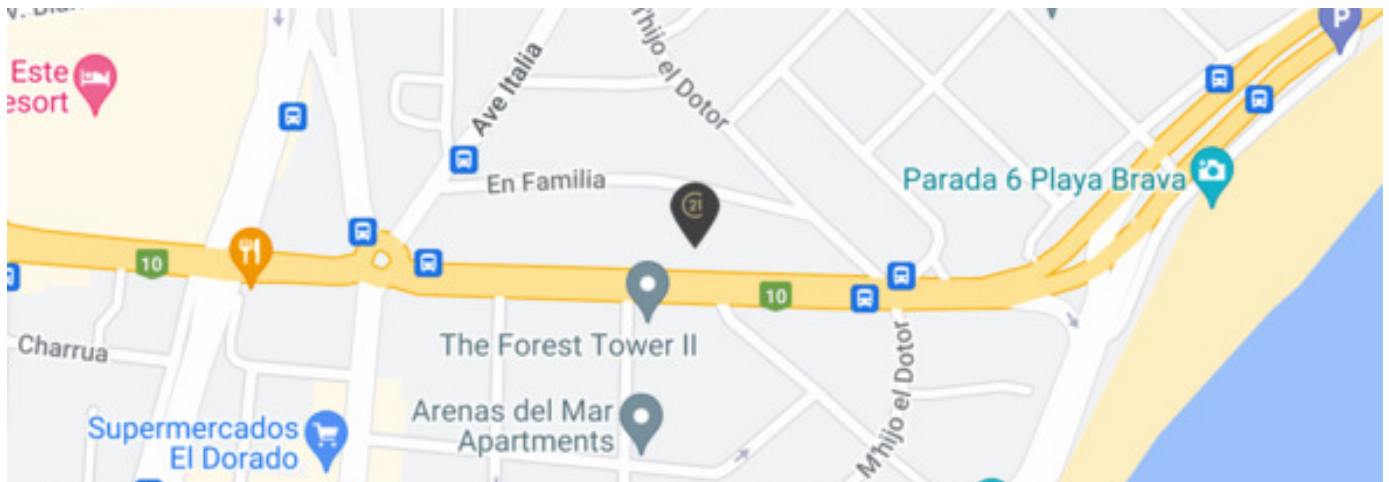 Este
esort
Ave Italia
M'hijo el Dotor
En Familia
21
Parada 6 Playa Brava
P
10
10
The Forest Tower II
Charrua
Arenas del Mar
Apartments
M'hijo el Dotor
Supermercados
El Dorado